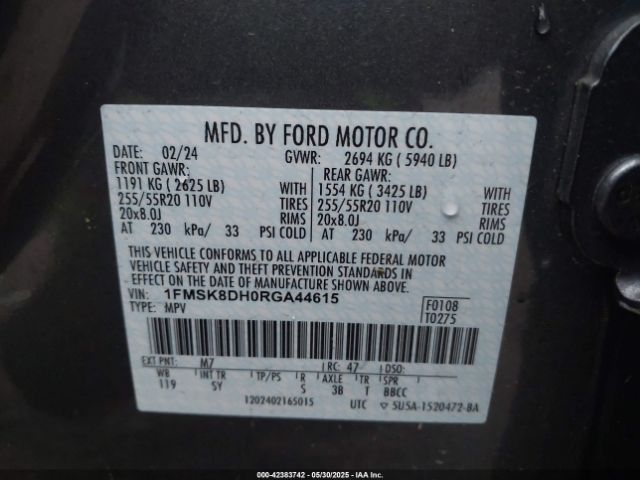 MFD. BY FORD MOTOR CO.
DATE: 02/24 GVWR: 2694 KG ( 5940 LB)
FRONT GAWR: REAR GAWR:
1191 KG ( 2625 LB) WITH 1554 KG ( 3425 LB) WITH
255/55R20 110V TIRES 255/55R20 110V TIRES
20x8.0J RIMS 20x8.0J RIMS
AT 230 kPa/ 33 PSI COLD AT 230 kPa/ 33 PSI COLD
THIS VEHICLE CONFORMS TO ALL APPLICABLE FEDERAL MOTOR
VEHICLE SAFETY AND THEFT PREVENTION STANDARDS IN
EFFECT ON THE DATE OF MANUFACTURE SHOWN ABOVE.
VIN: 1FMSK8DH0RGA44615 F0108
TYPE: MPV T0275
EXT PNT: M7 RC: 47 DSO:
WB INT TR TP/PS R AXLE TR SPR
119 SY S 38 T BBCC
1202402165015 UTC 5U5A-1520472-BA
000-42383742 - 05/30/2025 - IAA Inc.